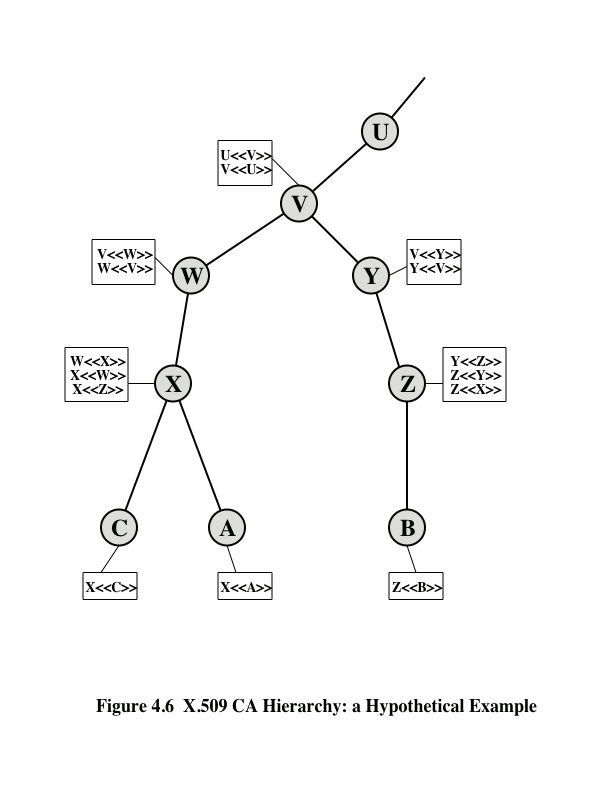 U
U<<V>>
V<<U>>
V
V<<W>>
W<<V>>
W
Y
V<<Y>>
Y<<V>>
W<<X>>
X<<W>>
X<<Z>>
X
Z
Y<<Z>>
Z<<Y>>
Z<<X>>
C
A
B
X<<C>>
X<<A>>
Z<<B>>
Figure 4.6 X.509 CA Hierarchy: a Hypothetical Example